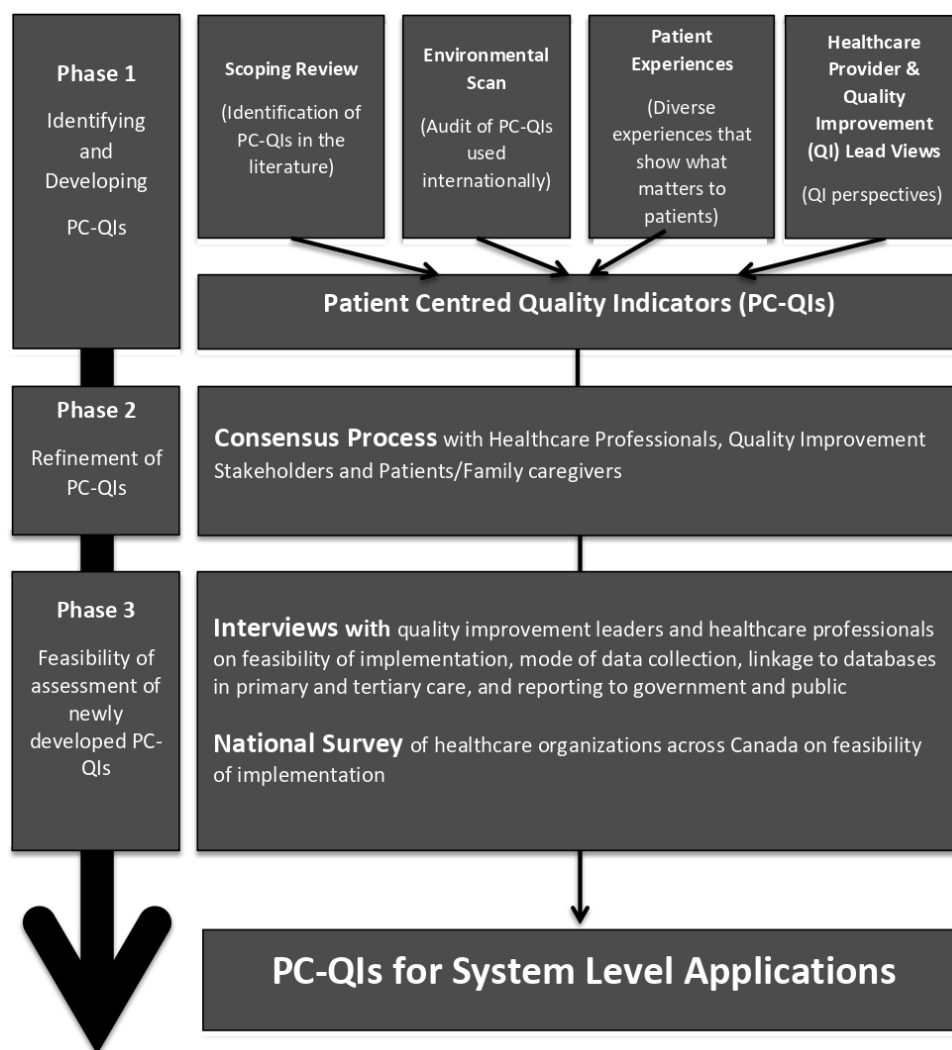 Phase 1
Identifying
and
Developing
PC-QIs
Scoping Review
(Identification of
PC-QIs in the
literature)
Environmental
Scan
(Audit of PC-QIs
used
internationally)
Patient
Experiences
(Diverse
experiences that
show what
matters to
patients)
Healthcare
Provider &
Quality
Improvement
(QI) Lead Views
(QI perspectives)
Patient Centred Quality Indicators (PC-QIs)
Phase 2
Refinement of
PC-QIs
Consensus Process with Healthcare Professionals, Quality Improvement
Stakeholders and Patients/Family caregivers
Phase 3
Feasibility of
assessment of
newly
developed PC-
QIs
Interviews with quality improvement leaders and healthcare professionals
on feasibility of implementation, mode of data collection, linkage to databases
in primary and tertiary care, and reporting to government and public
National Survey of healthcare organizations across Canada on feasibility
of implementation
PC-QIs for System Level Applications